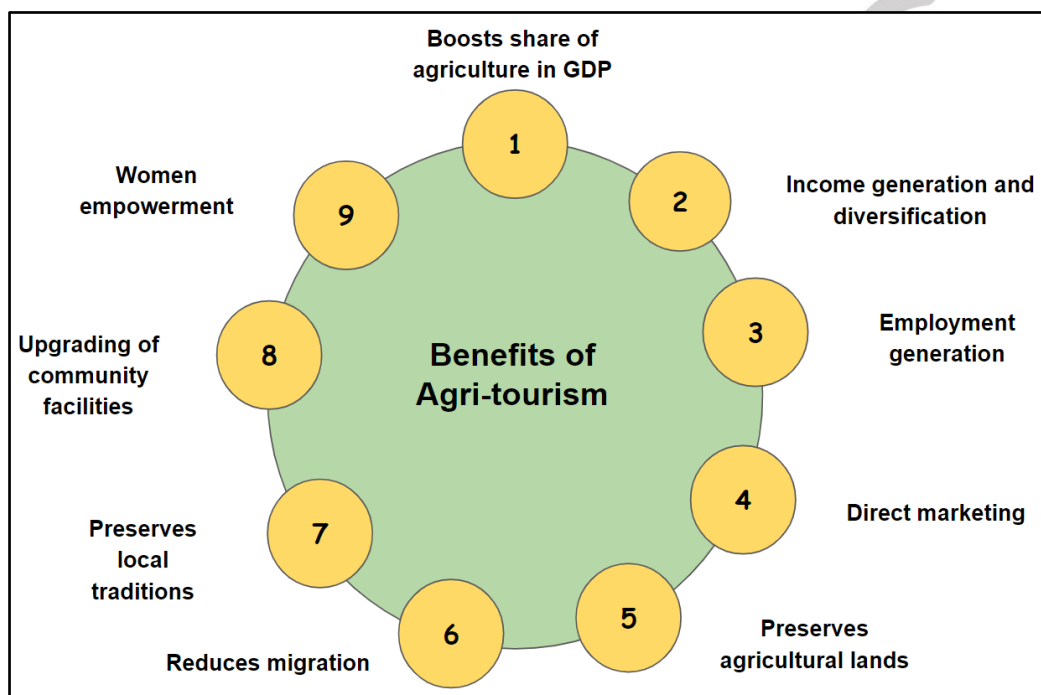 Boosts share of
agriculture in GDP
1
2
Income generation and
diversification
3
Employment
generation
4
Direct marketing
5
Preserves
agricultural lands
6
Reduces migration
7
Preserves
local
traditions
8
Upgrading of
community
facilities
9
Women
empowerment
Benefits of
Agri-tourism